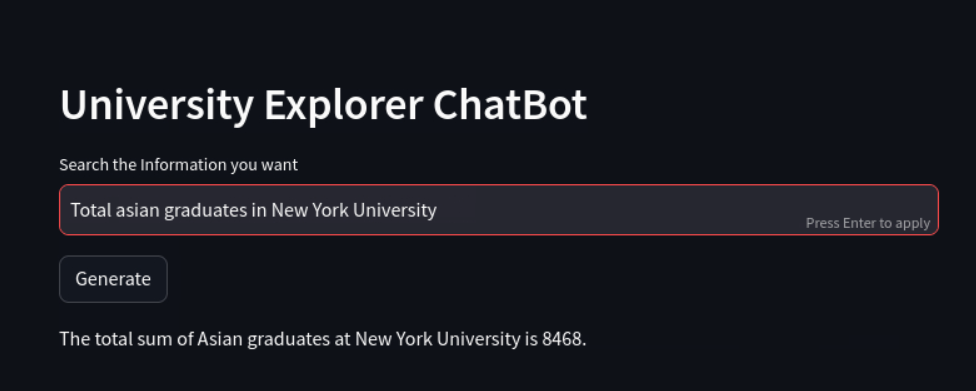 University Explorer ChatBot
Search the Information you want
Total asian graduates in New York University
Press Enter to apply
Generate
The total sum of Asian graduates at New York University is 8468.